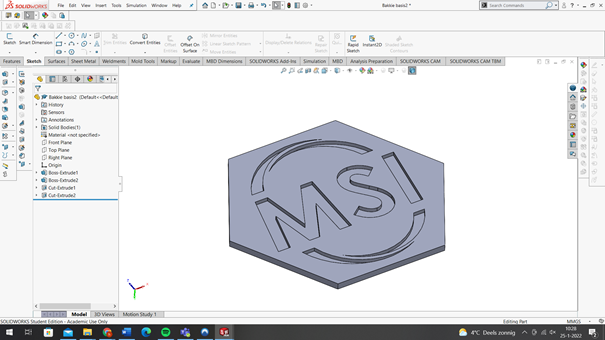 SOLIDWORKS
File Edit View Insert Tools Simulation Window Help
Bakkie basis2 *
Search Commands
Sketch Smart Dimension Trim Entities Convert Entities Offset Entities Offset On Surface Mirror Entities Linear Sketch Pattern Move Entities Display/Delete Relations Repair Sketch Rapid Sketch Instant2D Shaded Sketch Contours
Features Sketch Surfaces Sheet Metal Weldments Mold Tools Evaluate MBD Dimensions SOLIDWORKS Add-Ins Simulation MBD Analysis Preparation SOLIDWORKS CAM SOLIDWORKS CAM TBM
Bakkie basis2 (Default<<Default
History
Sensors
Annotations
Solid Bodies(1)
Material <not specified>
Front Plane
Top Plane
Right Plane
Origin
Boss-Extrude1
Boss-Extrude2
Cut-Extrude1
Cut-Extrude2
MSI
Model 3D Views Motion Study 1
SOLIDWORKS Student Edition - Academic Use Only
Editing Part MMGS
4°C Deels zonnig
10:28
25-1-2022